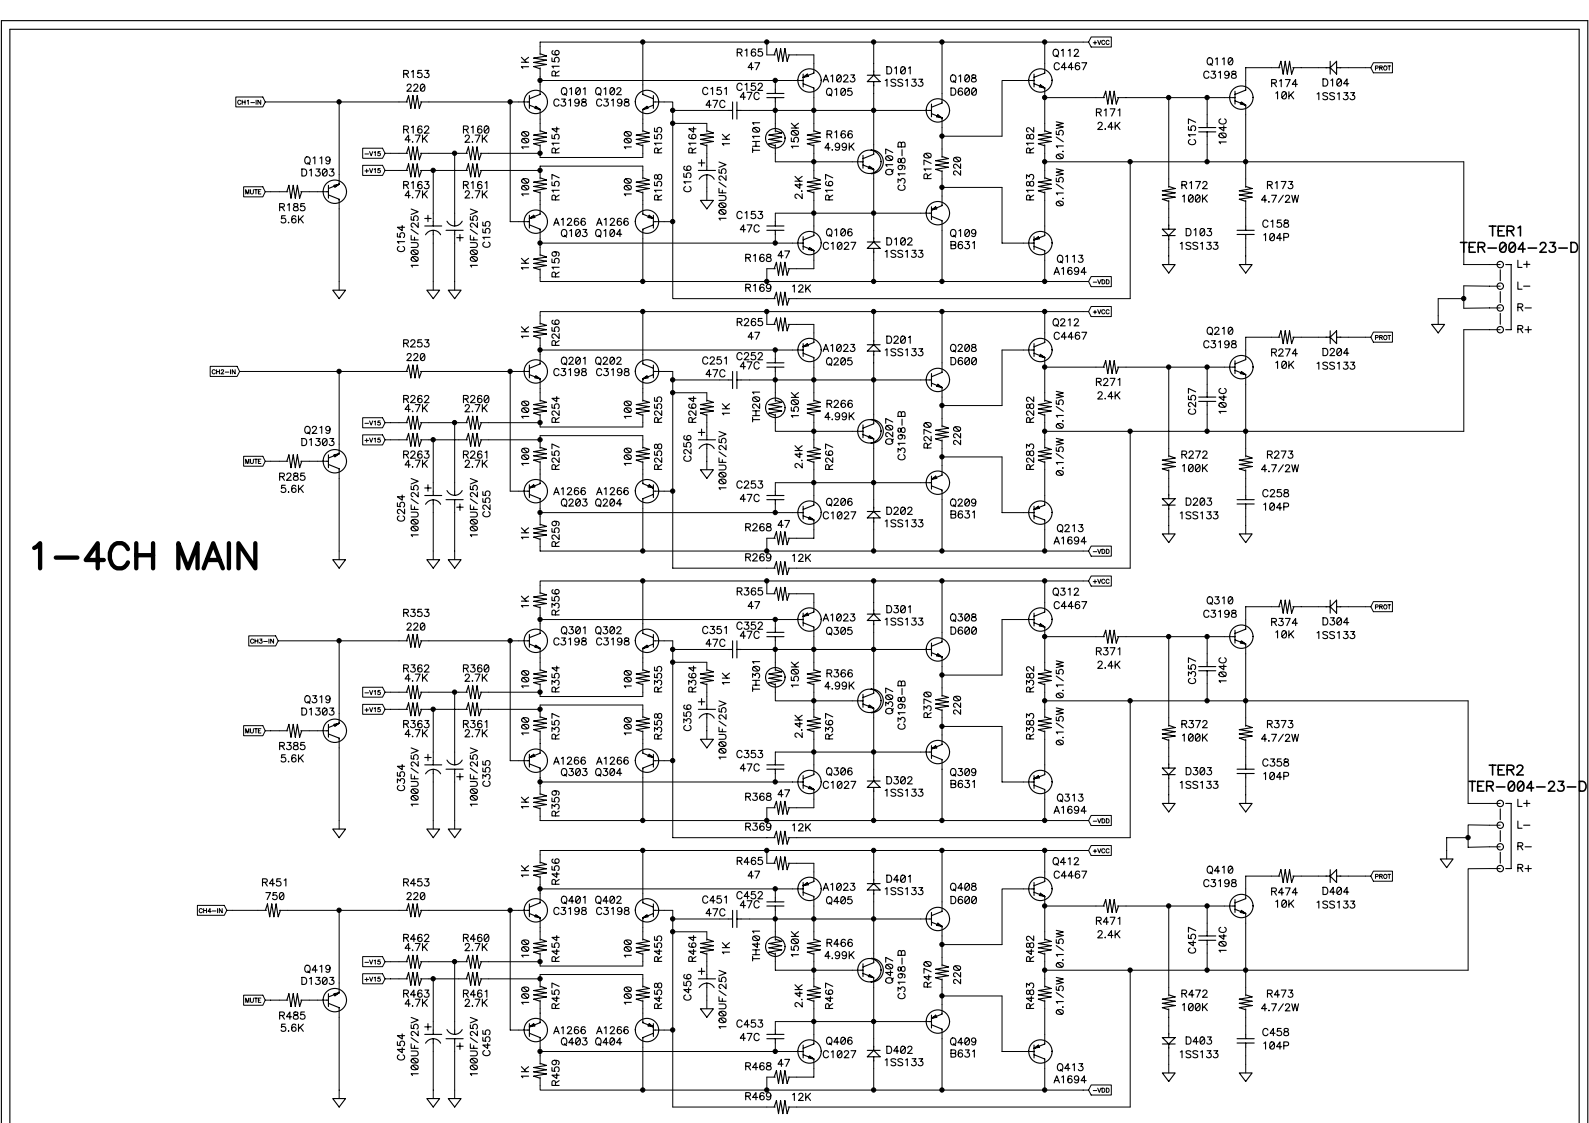 1-4CH MAIN
CH1-IN
R153
220
-V15
+V15
R162
4.7K
R160
2.7K
R163
4.7K
R161
2.7K
Q119
D1303
MUTE
R185
5.6K
C154
100UF/25V
C155
100UF/25V
1K
R156
Q101
C3198
Q102
C3198
100
R154
100
R155
100
R157
100
R158
A1266
Q103
A1266
Q104
1K
R159
R164
1K
C156
100UF/25V
C151
47C
C152
47C
R165
47
A1023
Q105
TH101
150K
R166
4.99K
2.4K
R167
C153
47C
Q106
C1027
R168
47
R169
12K
D101
1SS133
Q107
C3198-B
D102
1SS133
Q108
D600
R170
220
Q109
B631
+VCC
Q112
C4467
R182
0.1/5W
R183
0.1/5W
Q113
A1694
-VDD
R171
2.4K
C157
104C
Q110
C3198
R174
10K
D104
1SS133
PROT
R172
100K
D103
1SS133
R173
4.7/2W
C158
104P
TER1
TER-004-23-D
L+
L-
R-
R+
CH2-IN
R253
220
-V15
+V15
R262
4.7K
R260
2.7K
R263
4.7K
R261
2.7K
Q219
D1303
MUTE
R285
5.6K
C254
100UF/25V
C255
100UF/25V
1K
R256
Q201
C3198
Q202
C3198
100
R254
100
R255
100
R257
100
R258
A1266
Q203
A1266
Q204
1K
R259
R264
1K
C256
100UF/25V
C251
47C
C252
47C
R265
47
A1023
Q205
TH201
150K
R266
4.99K
2.4K
R267
C253
47C
Q206
C1027
R268
47
R269
12K
D201
1SS133
Q207
C3198-B
D202
1SS133
Q208
D600
R270
220
Q209
B631
+VCC
Q212
C4467
R282
0.1/5W
R283
0.1/5W
Q213
A1694
-VDD
R271
2.4K
C257
104C
Q210
C3198
R274
10K
D204
1SS133
PROT
R272
100K
D203
1SS133
R273
4.7/2W
C258
104P
CH3-IN
R353
220
-V15
+V15
R362
4.7K
R360
2.7K
R363
4.7K
R361
2.7K
Q319
D1303
MUTE
R385
5.6K
C354
100UF/25V
C355
100UF/25V
1K
R356
Q301
C3198
Q302
C3198
100
R354
100
R355
100
R357
100
R358
A1266
Q303
A1266
Q304
1K
R359
R364
1K
C356
100UF/25V
C351
47C
C352
47C
R365
47
A1023
Q305
TH301
150K
R366
4.99K
2.4K
R367
C353
47C
Q306
C1027
R368
47
R369
12K
D301
1SS133
Q307
C3198-B
D302
1SS133
Q308
D600
R370
220
Q309
B631
+VCC
Q312
C4467
R382
0.1/5W
R383
0.1/5W
Q313
A1694
-VDD
R371
2.4K
C357
104C
Q310
C3198
R374
10K
D304
1SS133
PROT
R372
100K
D303
1SS133
R373
4.7/2W
C358
104P
TER2
TER-004-23-D
L+
L-
R-
R+
CH4-IN
R451
750
R453
220
-V15
+V15
R462
4.7K
R460
2.7K
R463
4.7K
R461
2.7K
Q419
D1303
MUTE
R485
5.6K
C454
100UF/25V
C455
100UF/25V
1K
R456
Q401
C3198
Q402
C3198
100
R454
100
R455
100
R457
100
R458
A1266
Q403
A1266
Q404
1K
R459
R464
1K
C456
100UF/25V
C451
47C
C452
47C
R465
47
A1023
Q405
TH401
150K
R466
4.99K
2.4K
R467
C453
47C
Q406
C1027
R468
47
R469
12K
D401
1SS133
Q407
C3198-B
D402
1SS133
Q408
D600
R470
220
Q409
B631
+VCC
Q412
C4467
R482
0.1/5W
R483
0.1/5W
Q413
A1694
-VDD
R471
2.4K
C457
104C
Q410
C3198
R474
10K
D404
1SS133
PROT
R472
100K
D403
1SS133
R473
4.7/2W
C458
104P